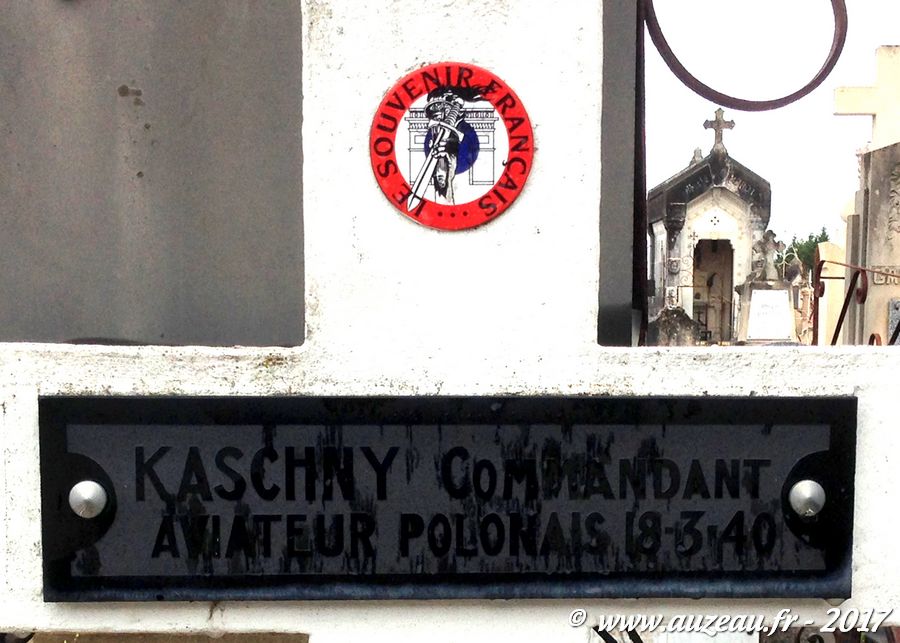 LE SOUVENIR FRANÇAIS
KASCHNY COMMANDANT
AVIATEUR POLONAIS 18-3-40
© www.auzeau.fr - 2017